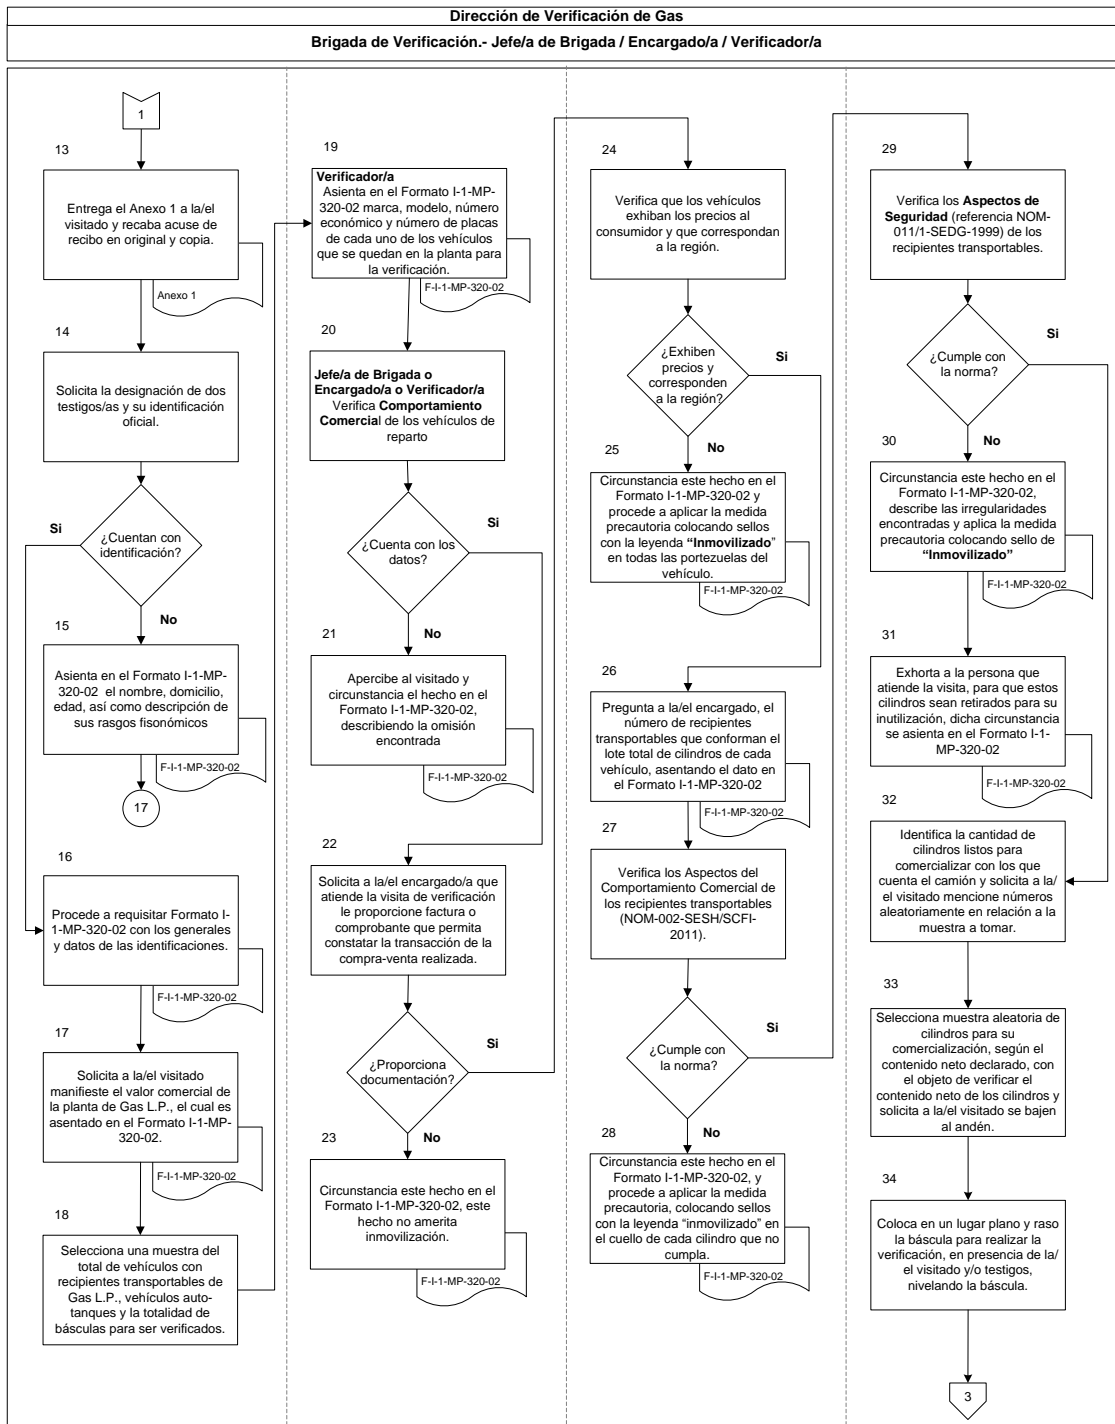 Dirección de Verificación de Gas
Brigada de Verificación.- Jefe/a de Brigada / Encargado/a / Verificador/a
1
13
Entrega el Anexo 1 a la/el
visitado y recaba acuse de
recibo en original y copia.
Anexo 1
14
Solicita la designación de dos
testigos/as y su identificación
oficial.
Si
¿Cuentan con
identificación?
No
15
Asienta en el Formato I-1-MP-
320-02 el nombre, domicilio,
edad, así como descripción de
sus rasgos fisonómicos
F-I-1-MP-320-02
17
16
Procede a requisitar Formato I-
1-MP-320-02 con los generales
y datos de las identificaciones.
F-I-1-MP-320-02
17
Solicita a la/el visitado
manifieste el valor comercial de
la planta de Gas L.P., el cual es
asentado en el Formato I-1-MP-
320-02.
F-I-1-MP-320-02
18
Selecciona una muestra del
total de vehículos con
recipientes transportables de
Gas L.P., vehículos auto-
tanques y la totalidad de
básculas para ser verificados.
19
Verificador/a
Asienta en el Formato I-1-MP-
320-02 marca, modelo, número
económico y número de placas
de cada uno de los vehículos
que se quedan en la planta para
la verificación.
F-I-1-MP-320-02
20
Jefe/a de Brigada o
Encargado/a o Verificador/a
Verifica Comportamiento
Comercial de los vehículos de
reparto
Si
¿Cuenta con los
datos?
No
21
Apercibe al visitado y
circunstancia el hecho en el
Formato I-1-MP-320-02,
describiendo la omisión
encontrada
F-I-1-MP-320-02
22
Solicita a la/el encargado/a que
atiende la visita de verificación
le proporcione factura o
comprobante que permita
constatar la transacción de la
compra-venta realizada.
Si
¿Proporciona
documentación?
No
23
Circunstancia este hecho en el
Formato I-1-MP-320-02, este
hecho no amerita
inmovilización.
F-I-1-MP-320-02
24
Verifica que los vehículos
exhiban los precios al
consumidor y que correspondan
a la región.
Si
¿Exhiben
precios y
corresponden
a la región?
No
25
Circunstancia este hecho en el
Formato I-1-MP-320-02 y
procede a aplicar la medida
precautoria colocando sellos
con la leyenda “Inmovilizado”
en todas las portezuelas del
vehículo.
F-I-1-MP-320-02
26
Pregunta a la/el encargado, el
número de recipientes
transportables que conforman el
lote total de cilindros de cada
vehículo, asentando el dato en
el Formato I-1-MP-320-02
F-I-1-MP-320-02
27
Verifica los Aspectos del
Comportamiento Comercial de
los recipientes transportables
(NOM-002-SESH/SCFI-
2011).
Si
¿Cumple con
la norma?
No
28
Circunstancia este hecho en el
Formato I-1-MP-320-02, y
procede a aplicar la medida
precautoria, colocando sellos
con la leyenda “inmovilizado” en
el cuello de cada cilindro que no
cumpla.
F-I-1-MP-320-02
29
Verifica los Aspectos de
Seguridad (referencia NOM-
011/1-SEDG-1999) de los
recipientes transportables.
Si
¿Cumple con
la norma?
No
30
Circunstancia este hecho en el
Formato I-1-MP-320-02,
describe las irregularidades
encontradas y aplica la medida
precautoria colocando sello de
“Inmovilizado”
F-I-1-MP-320-02
31
Exhorta a la persona que
atiende la visita, para que estos
cilindros sean retirados para su
inutilización, dicha circunstancia
se asienta en el Formato I-1-
MP-320-02
F-I-1-MP-320-02
32
Identifica la cantidad de
cilindros listos para
comercializar con los que
cuenta el camión y solicita a la/
el visitado mencione números
aleatoriamente en relación a la
muestra a tomar.
33
Selecciona muestra aleatoria de
cilindros para su
comercialización, según el
contenido neto declarado, con
el objeto de verificar el
contenido neto de los cilindros y
solicita a la/el visitado se bajen
al andén.
34
Coloca en un lugar plano y raso
la báscula para realizar la
verificación, en presencia de la/
el visitado y/o testigos,
nivelando la báscula.
3